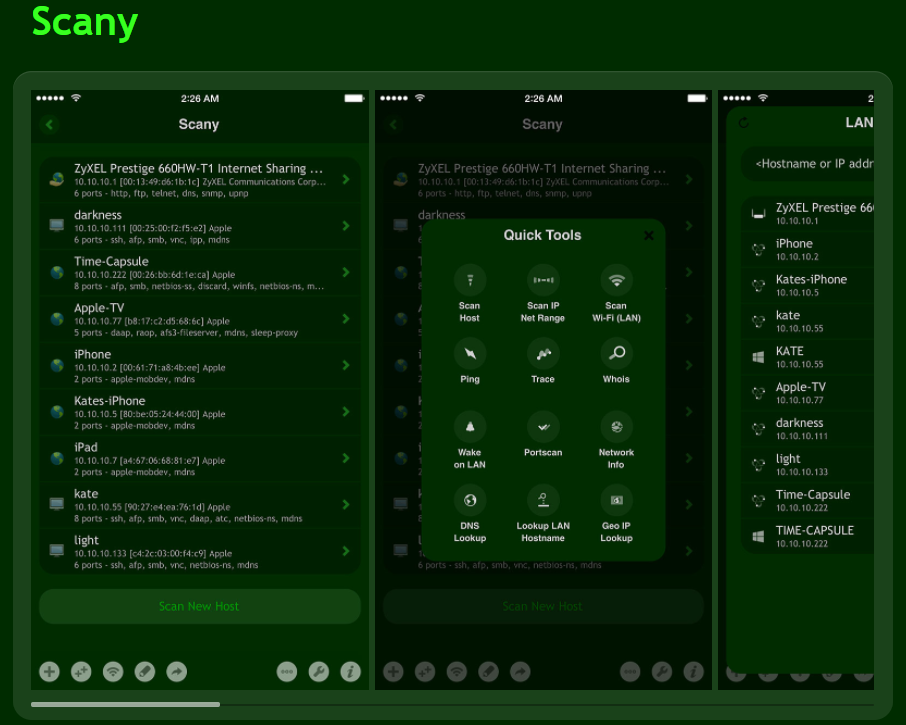 Scany
2:26 AM
Scany
ZyXEL Prestige 660HW-T1 Internet Sharing ...
10.10.10.1 [00:13:49:d6:1b:1c] ZyXEL Communications Corp...
6 ports - http, ftp, telnet, dns, snmp, upnp
darkness
10.10.10.111 [00:25:00:f2:f5:e2] Apple
6 ports - ssh, afp, smb, vnc, ipp, mdns
Time-Capsule
10.10.10.222 [00:26:bb:6d:1e:ca] Apple
8 ports - afp, smb, netbios-ss, discard, winfs, netbios-ns, m...
Apple-TV
10.10.10.77 [b8:17:c2:d5:68:6c] Apple
5 ports - daap, raop, afs3-fileserver, mdns, sleep-proxy
iPhone
10.10.10.2 [00:61:71:a8:4b:ee] Apple
2 ports - apple-mobdev, mdns
Kates-iPhone
10.10.10.5 [80:be:05:24:44:00] Apple
2 ports - apple-mobdev, mdns
iPad
10.10.10.7 [a4:67:06:68:81:e7] Apple
2 ports - apple-mobdev, mdns
kate
10.10.10.55 [90:27:e4:ea:76:1d] Apple
8 ports - ssh, afp, smb, vnc, daap, atc, netbios-ns, mdns
light
10.10.10.133 [c4:2c:03:00:f4:c9] Apple
6 ports - ssh, afp, smb, vnc, netbios-ns, mdns
Scan New Host
2:26 AM
Scany
ZyXEL Prestige 660HW-T1 Internet Sharing ...
10.10.10.1 [00:13:49:d6:1b:1c] ZyXEL Communications Corp...
6 ports - http, ftp, telnet, dns, snmp, upnp
darkness
Quick Tools
Scan
Host
Scan IP
Net Range
Scan
Wi-Fi (LAN)
Ping
Trace
Whois
Wake
on LAN
Portscan
Network
Info
DNS
Lookup
Lookup LAN
Hostname
Geo IP
Lookup
6 ports - ssh, afp, smb, vnc, netbios-ns, mdns
Scan New Host
2
LAN
<Hostname or IP addr
ZyXEL Prestige 66
10.10.10.1
iPhone
10.10.10.2
Kates-iPhone
10.10.10.5
kate
10.10.10.55
KATE
10.10.10.55
Apple-TV
10.10.10.77
darkness
10.10.10.111
light
10.10.10.133
Time-Capsule
10.10.10.222
TIME-CAPSULE
10.10.10.222